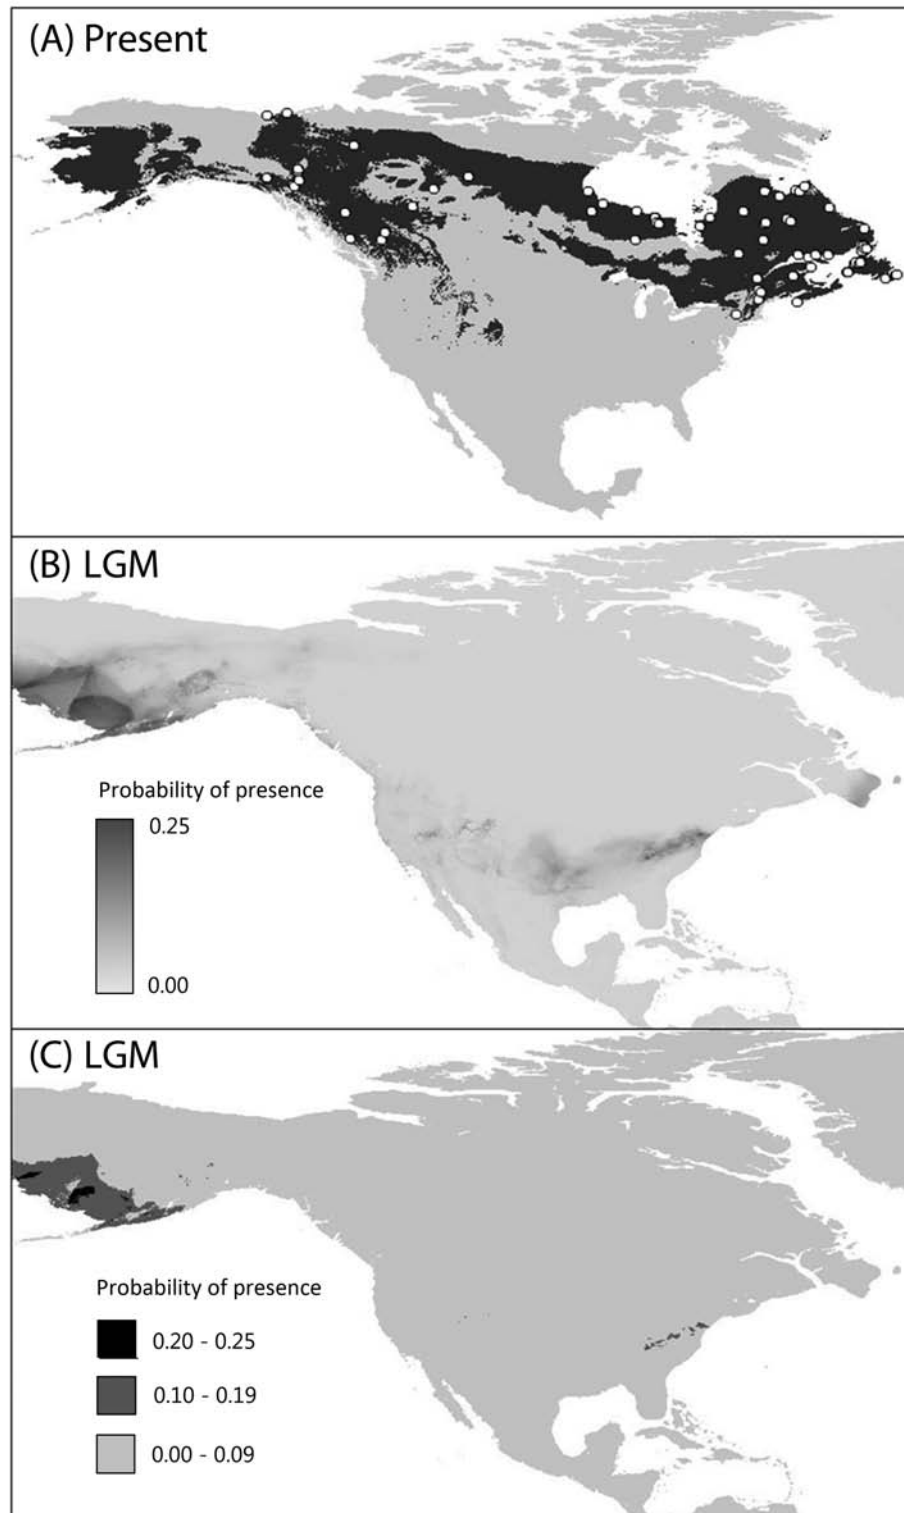 (A) Present
(B) LGM
Probability of presence
0.25
0.00
(C) LGM
Probability of presence
0.20 - 0.25
0.10 - 0.19
0.00 - 0.09